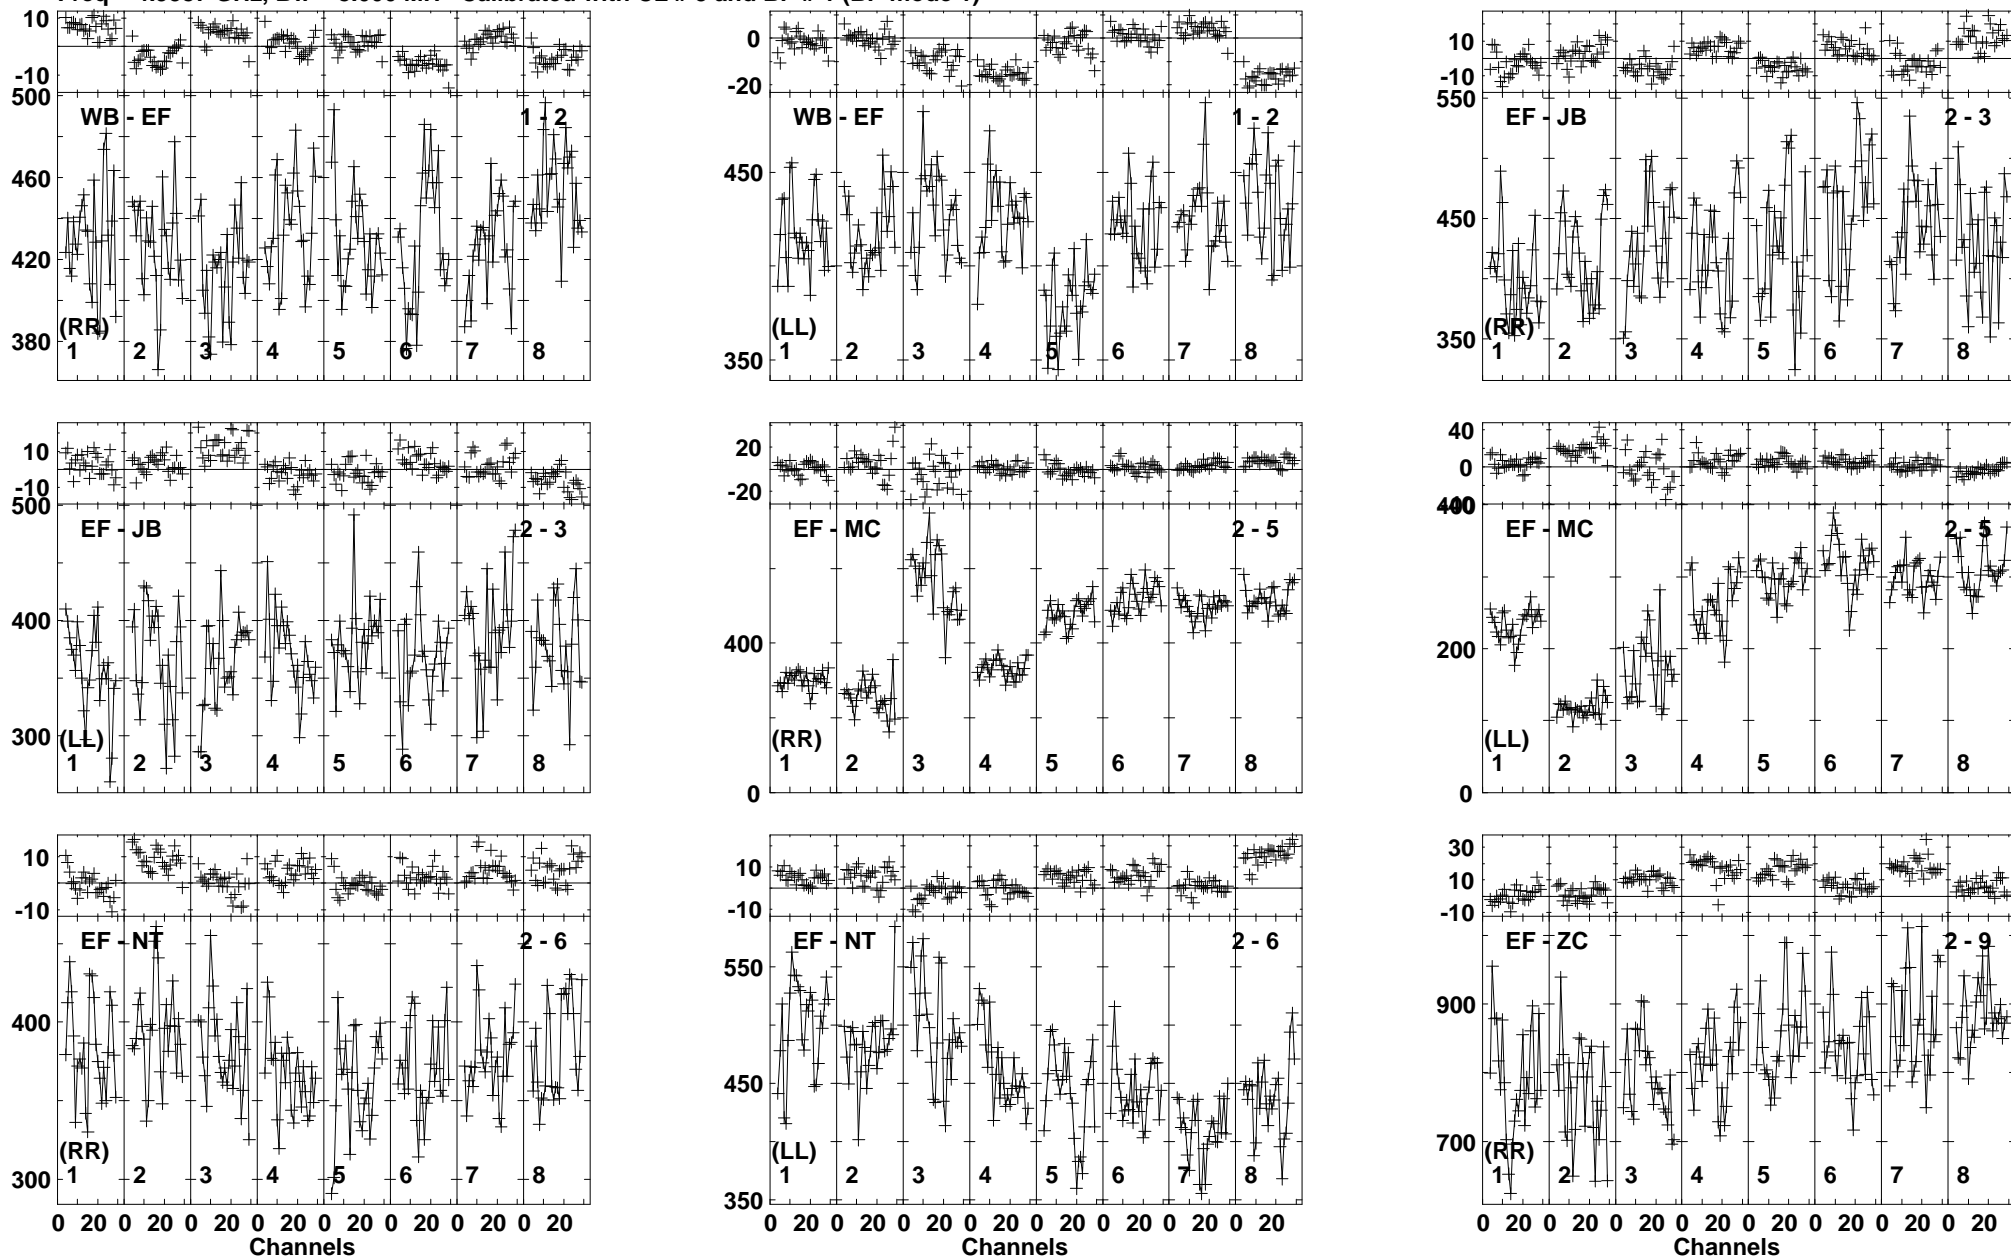 10 10 0 -20 10 10
500 WB - EF 1 - 2
460
420
380 (RR)
1 2 3 4 5 6 7 8
WB - EF 1 - 2
450
(LL)
350
1 2 3 4 5 6 7 8
550 EF - JB 2 - 3
450
350 (RR)
1 2 3 4 5 6 7 8
10
-10
500 EF - JB 2 - 3
400
300 (LL)
1 2 3 4 5 6 7 8
20
-20
EF - MC 2 - 5
400
(RR)
0
1 2 3 4 5 6 7 8
40
0
EF - MC 2 - 5
200
(LL)
0
1 2 3 4 5 6 7 8
10
-10
EF - NT 2 - 6
400
300 (RR)
1 2 3 4 5 6 7 8
0 20 0 20 0 20 0 20 0 20 0 20 0 20 0 20
Channels
10
-10
EF - NT 2 - 6
550
450
350 (LL)
1 2 3 4 5 6 7 8
0 20 0 20 0 20 0 20 0 20 0 20 0 20 0 20
Channels
30
10
-10
EF - ZC 2 - 9
900
700 (RR)
1 2 3 4 5 6 7 8
0 20 0 20 0 20 0 20 0 20 0 20 0 20 0 20
Channels